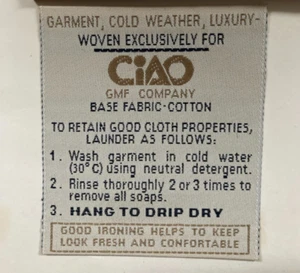 GARMENT, COLD WEATHER, LUXURY-
WOVEN EXCLUSIVELY FOR
CiAO
GMF COMPANY
BASE FABRIC-COTTON
TO RETAIN GOOD CLOTH PROPERTIES,
LAUNDER AS FOLLOWS:
1. Wash garment in cold water
(30°C) using neutral detergent.
2. Rinse thoroughly 2 or 3 times to
remove all soaps.
3. HANG TO DRIP DRY
GOOD IRONING HELPS TO KEEP
LOOK FRESH AND CONFORTABLE